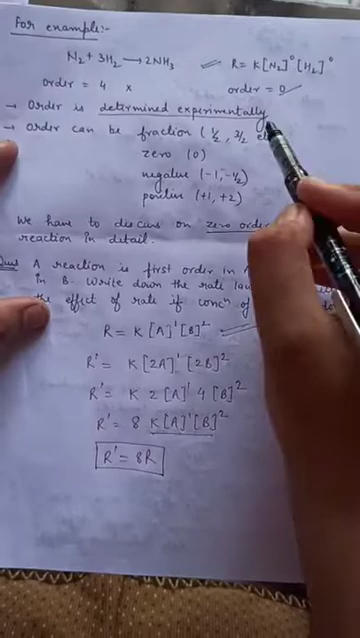 For example:-
N₂ + 3H₂ ⟶ 2NH₃
R = K[N₂]⁰[H₂]⁰
order = 4 ×
order = 0
→ Order is determined experimentally
→ order can be fraction (1/2, 3/2
zero (0)
negative (-1, -1/2)
positive (+1, +2)
We have to discuss on zero order
reaction in detail.
A reaction is first order in
in B. Write down the rate
the effect of rate if concⁿ of
R = K [A]¹ [B]²
R' = K [2A]¹ [2B]²
R' = K 2 [A]¹ 4 [B]²
R' = 8 K [A]¹ [B]²
R' = 8R